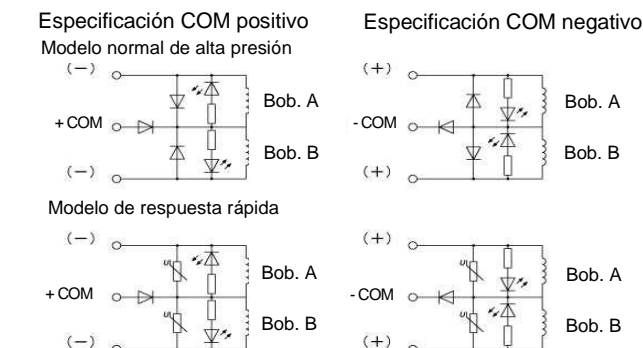 Especificación COM positivo
Especificación COM negativo
Modelo normal de alta presión
(－)
+ COM
(－)
Bob. A
Bob. B
(+)
- COM
(+)
Bob. A
Bob. B
Modelo de respuesta rápida
(－)
+ COM
(－)
U
U
Bob. A
Bob. B
(+)
- COM
(+)
U
U
Bob. A
Bob. B